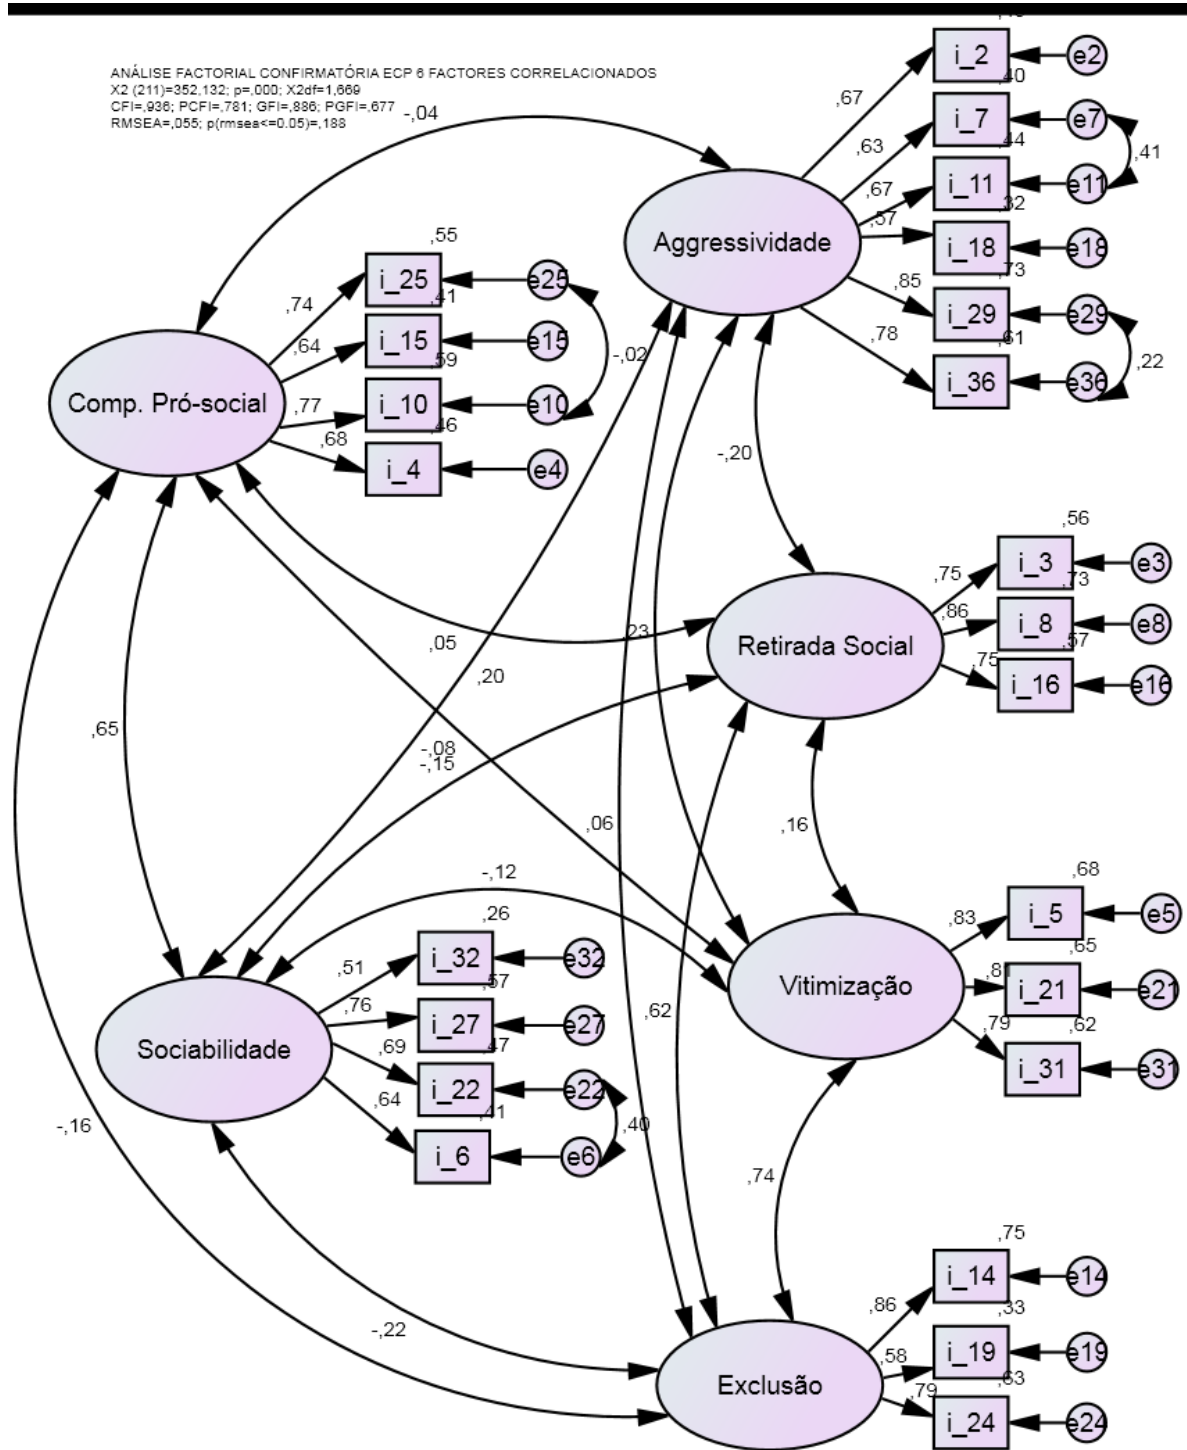 ANÁLISE FACTORIAL CONFIRMATÓRIA ECP 6 FACTORES CORRELACIONADOS
X2 (211)=352,132; p=,000; X2df=1,669
CFI=,936; PCFI=,781; GFI=,886; PGFI=,677
RMSEA=,055; p(rmsea<=0.05)=,188
-,04
i_2
e2
,67
,40
i_7
e7
,63
,44
,41
i_11
e11
,67
,32
,57
i_18
e18
Aggressividade
,73
,85
i_29
e29
,61
,78
,22
i_36
e36
,55
i_25
e25
,74
,41
i_15
e15
,64
,59
-,02
Comp. Pró-social
i_10
e10
,77
,46
,68
i_4
e4
-,20
,56
i_3
e3
,75
,73
,86
i_8
e8
,57
Retirada Social
,75
i_16
e16
,05
,23
,20
,65
-,08
-,15
,06
,16
-,12
,68
i_5
e5
,83
,65
Vitimização
i_21
e21
,62
,79
i_31
e31
,26
i_32
e32
,51
,57
,76
i_27
e27
,47
Sociabilidade
,69
i_22
e22
,41
,64
,40
i_6
e6
,62
-,16
,74
,75
i_14
e14
,86
,33
-,22
,58
i_19
e19
,63
Exclusão
,79
i_24
e24